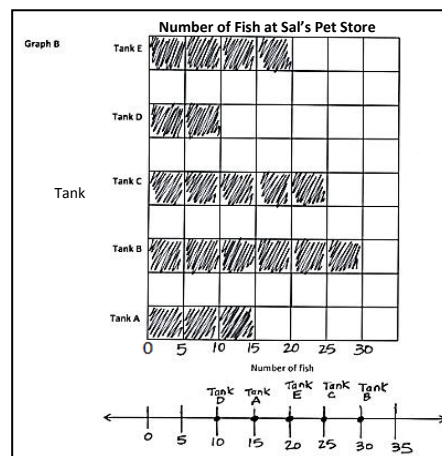 Number of Fish at Sal's Pet Store
Graph B
Tank E
Tank D
Tank
Tank C
Tank B
Tank A
0 5 10 15 20 25 30
Number of fish
Tank D Tank A Tank E Tank C Tank B
0 5 10 15 20 25 30 35